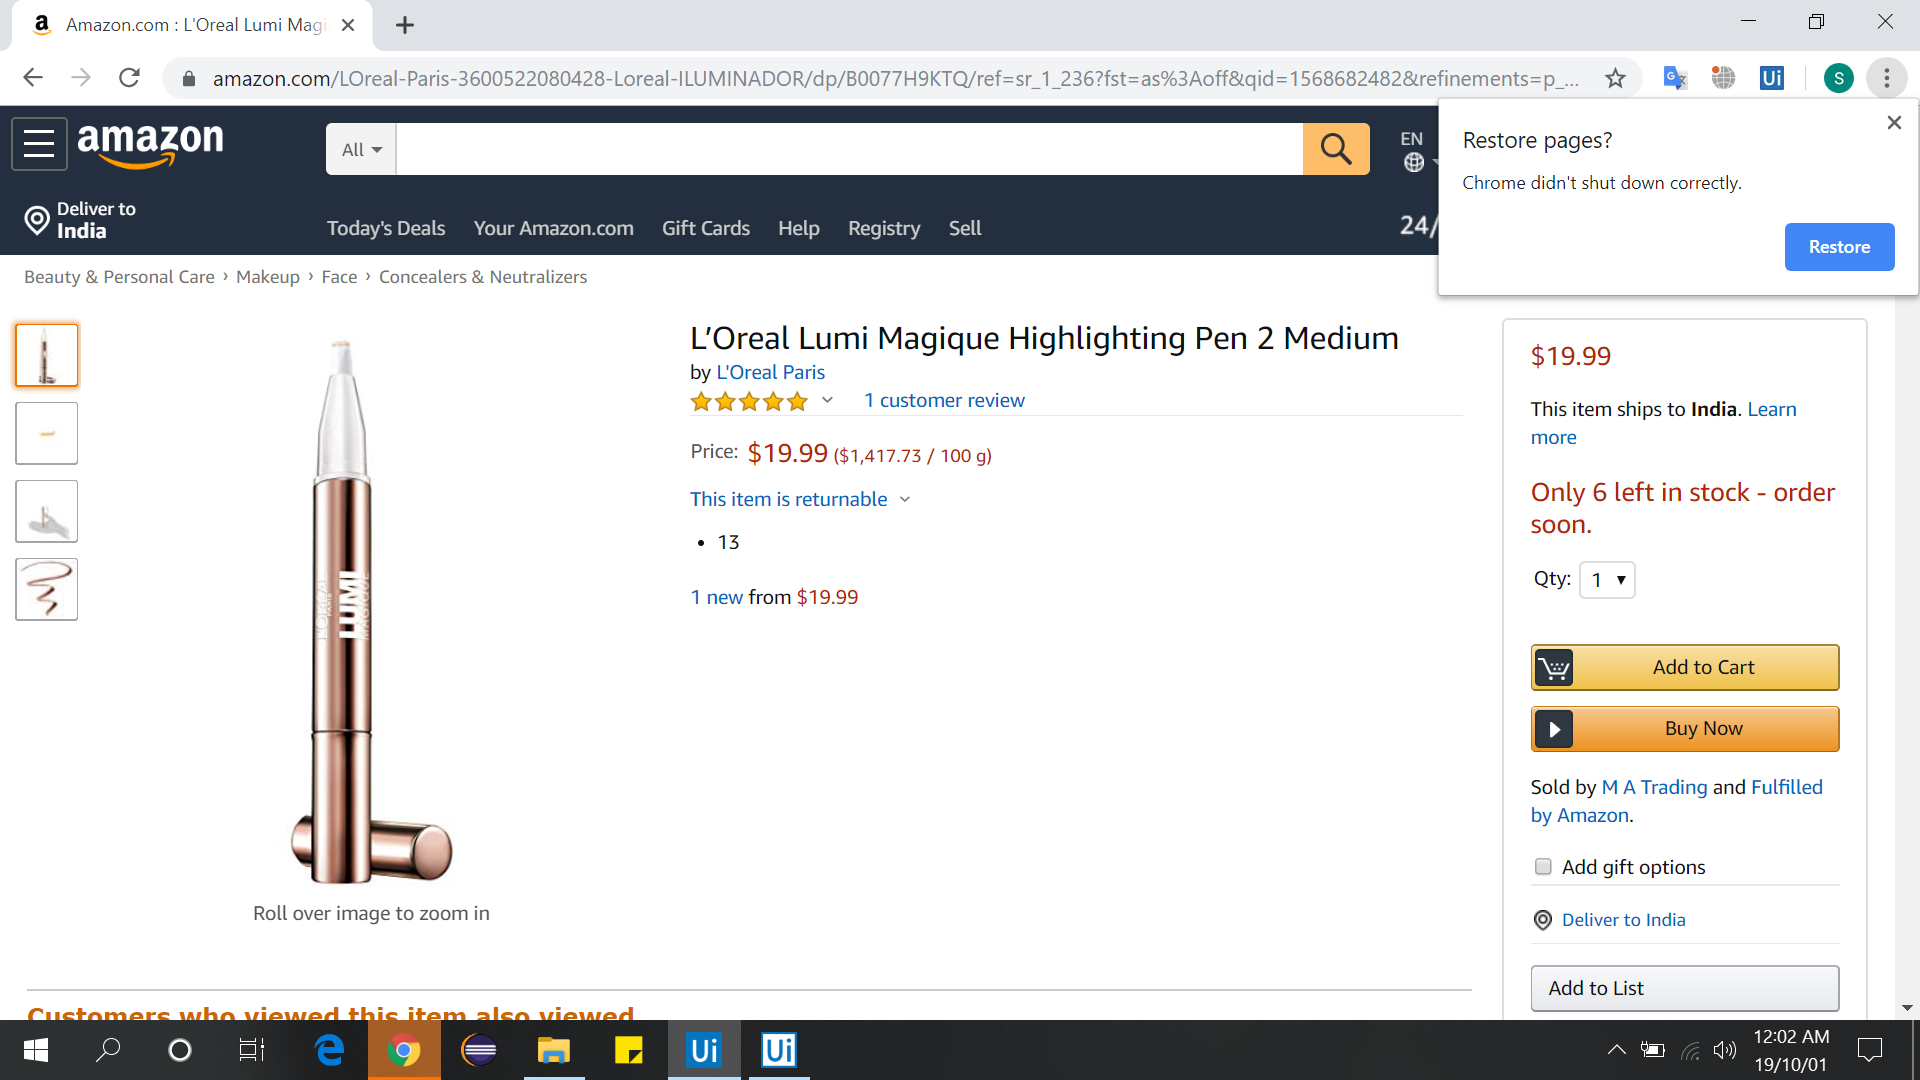 Amazon.com : L'Oreal Lumi Magi
amazon.com/LOreal-Paris-3600522080428-Loreal-ILUMINADOR/dp/B0077H9KTQ/ref=sr_1_236?fst=as%3Aoff&qid=1568682482&refinements=p_...
Ui
S
Restore pages?
Chrome didn't shut down correctly.
Restore
amazon
All
EN
Deliver to
India
Today's Deals Your Amazon.com Gift Cards Help Registry Sell
24/
Beauty & Personal Care › Makeup › Face › Concealers & Neutralizers
L'OREAL
LUMI
MAGIQUE
Roll over image to zoom in
L’Oreal Lumi Magique Highlighting Pen 2 Medium
by L'Oreal Paris
1 customer review
Price: $19.99 ($1,417.73 / 100 g)
This item is returnable
• 13
1 new from $19.99
$19.99
This item ships to India. Learn
more
Only 6 left in stock - order
soon.
Qty: 1
Add to Cart
Buy Now
Sold by M A Trading and Fulfilled
by Amazon.
Add gift options
Deliver to India
Add to List
Customers who viewed this item also viewed
Ui
Ui
12:02 AM
19/10/01